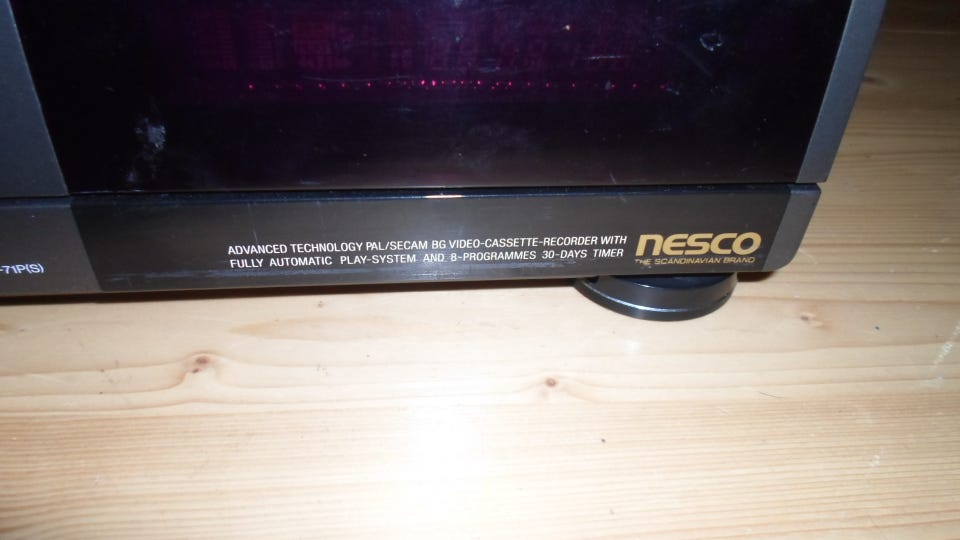 -71P(S)
ADVANCED TECHNOLOGY PAL/SECAM BG VIDEO-CASSETTE-RECORDER WITH
FULLY AUTOMATIC PLAY-SYSTEM AND 8-PROGRAMMES 30-DAYS TIMER
nesco
THE SCANDINAVIAN BRAND